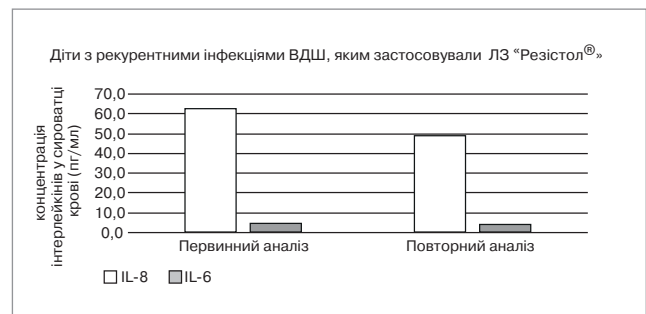 Діти з рекурентними інфекціями ВДШ, яким застосовували ЛЗ “Резістол®»
концентрація
інтерлейкінів у сироватці
крові (пг/мл)
70,0
60,0
50,0
40,0
30,0
20,0
10,0
0,0
Первинний аналіз Повторний аналіз
IL-8 IL-6